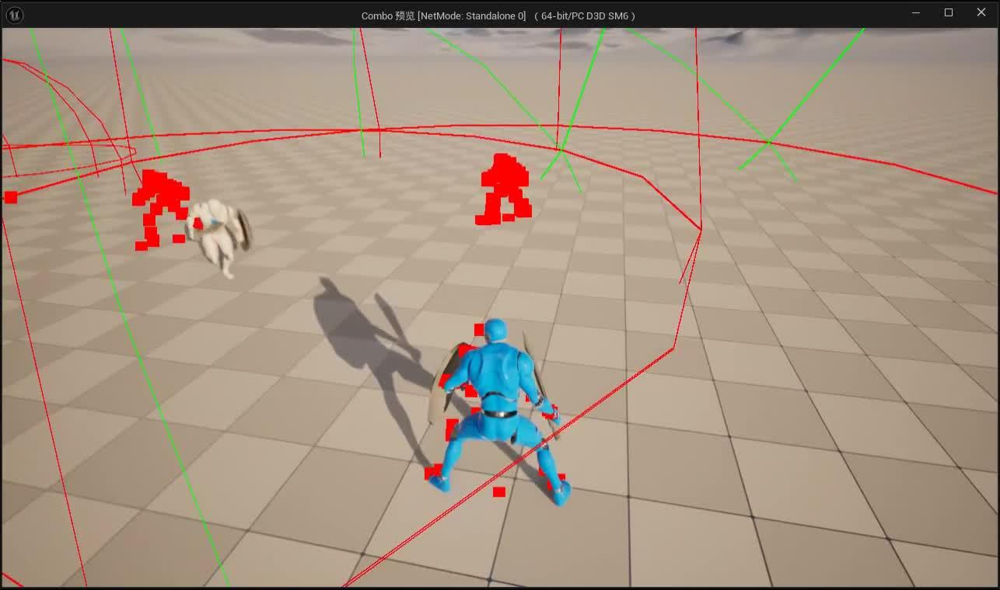 Combo 预览 [NetMode: Standalone 0] ( 64-bit/PC D3D SM6 )